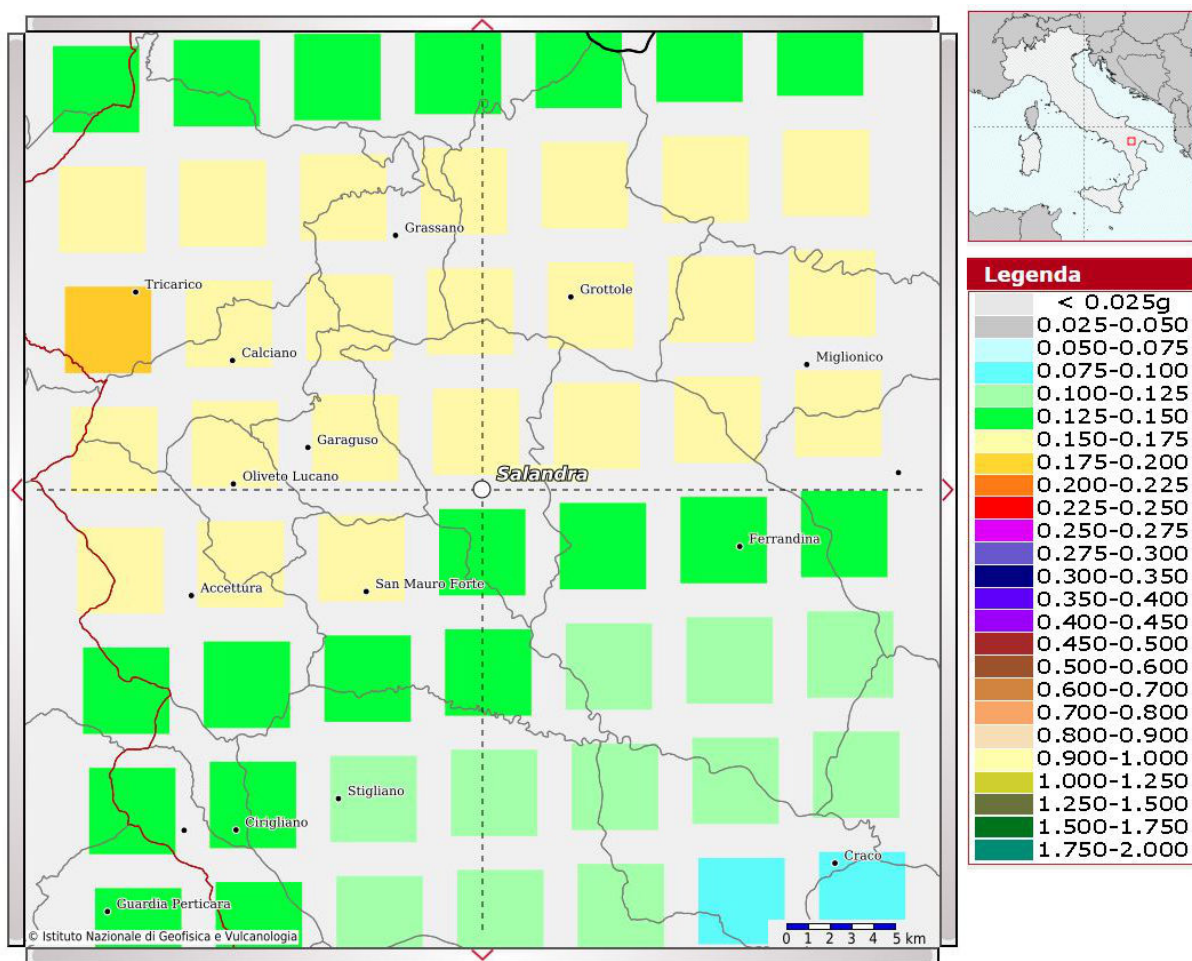 Grassano
Tricarico
Grottole
Calciano
Miglionico
Garaguso
Oliveto Lucano
Salandra
Ferrandina
Accettura
San Mauro Forte
Stigliano
Cirigliano
Craco
Guardia Perticara
© Istituto Nazionale di Geofisica e Vulcanologia
0 1 2 3 4 5 km
Legenda
< 0.025g
0.025-0.050
0.050-0.075
0.075-0.100
0.100-0.125
0.125-0.150
0.150-0.175
0.175-0.200
0.200-0.225
0.225-0.250
0.250-0.275
0.275-0.300
0.300-0.350
0.350-0.400
0.400-0.450
0.450-0.500
0.500-0.600
0.600-0.700
0.700-0.800
0.800-0.900
0.900-1.000
1.000-1.250
1.250-1.500
1.500-1.750
1.750-2.000